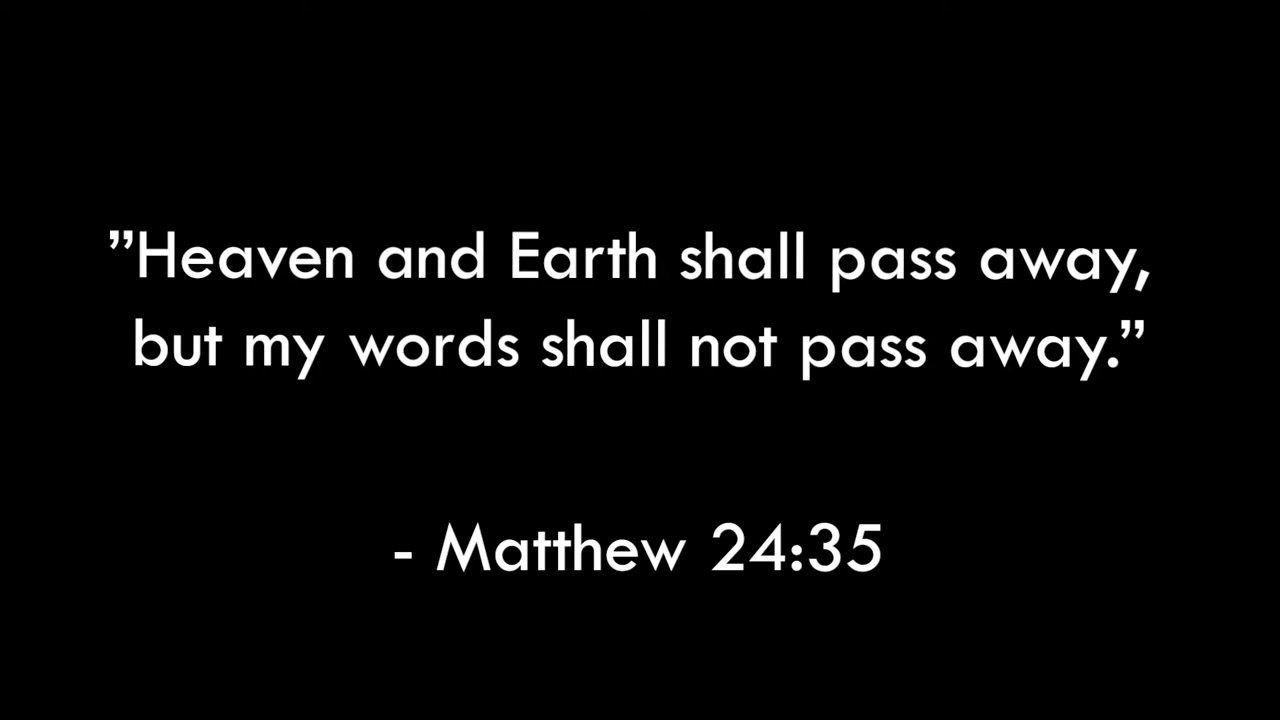 ”Heaven and Earth shall pass away,
but my words shall not pass away.”
- Matthew 24:35